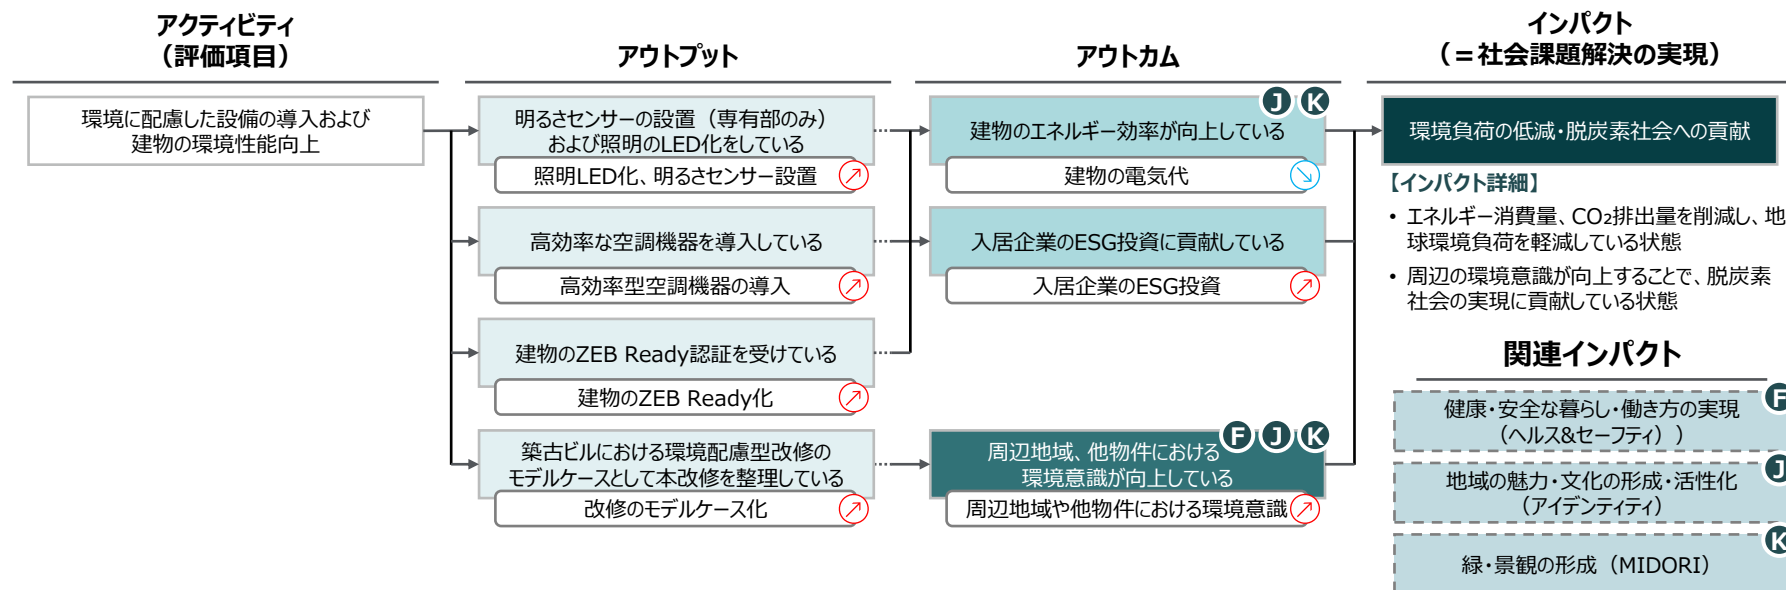 アクティビティ
（評価項目）
アウトプット
アウトカム
インパクト
（＝社会課題解決の実現）
環境に配慮した設備の導入および
建物の環境性能向上
明るさセンサーの設置（専有部のみ）
および照明のLED化をしている
照明LED化、明るさセンサー設置
高効率な空調機器を導入している
高効率型空調機器の導入
建物のZEB Ready認証を受けている
建物のZEB Ready化
築古ビルにおける環境配慮型改修の
モデルケースとして本改修を整理している
改修のモデルケース化
J K
建物のエネルギー効率が向上している
建物の電気代
入居企業のESG投資に貢献している
入居企業のESG投資
F J K
周辺地域、他物件における
環境意識が向上している
周辺地域や他物件における環境意識
環境負荷の低減・脱炭素社会への貢献
【インパクト詳細】
• エネルギー消費量、CO₂排出量を削減し、地
球環境負荷を軽減している状態
• 周辺の環境意識が向上することで、脱炭素
社会の実現に貢献している状態
関連インパクト
F
健康・安全な暮らし・働き方の実現
（ヘルス&セーフティ））
J
地域の魅力・文化の形成・活性化
（アイデンティティ）
K
緑・景観の形成（MIDORI）